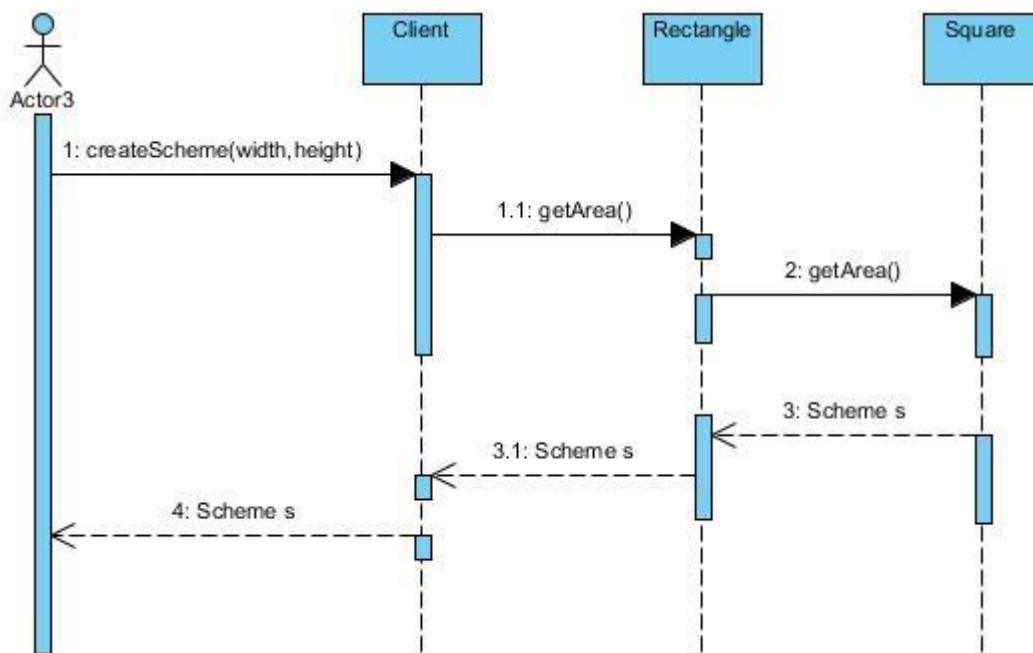 Client
Rectangle
Square
Actor3
1: createScheme(width,height)
1.1: getArea()
2: getArea()
3: Scheme s
3.1: Scheme s
4: Scheme s